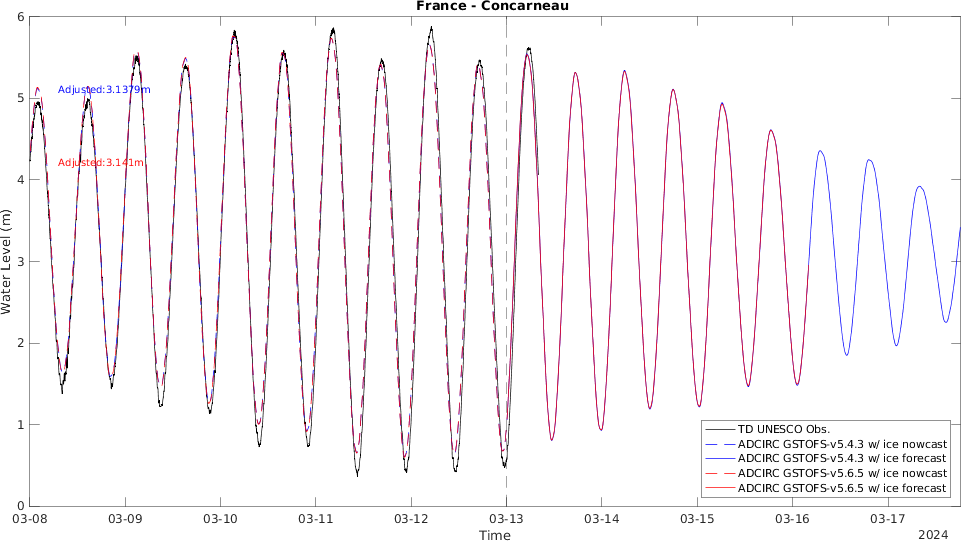 France - Concarneau
6
5
4
3
2
1
0
Water Level (m)
Adjusted:3.1379m
Adjusted:3.141m
TD UNESCO Obs.
ADCIRC GSTOFS-v5.4.3 w/ ice nowcast
ADCIRC GSTOFS-v5.4.3 w/ ice forecast
ADCIRC GSTOFS-v5.6.5 w/ ice nowcast
ADCIRC GSTOFS-v5.6.5 w/ ice forecast
03-08 03-09 03-10 03-11 03-12 03-13 03-14 03-15 03-16 03-17
Time
2024